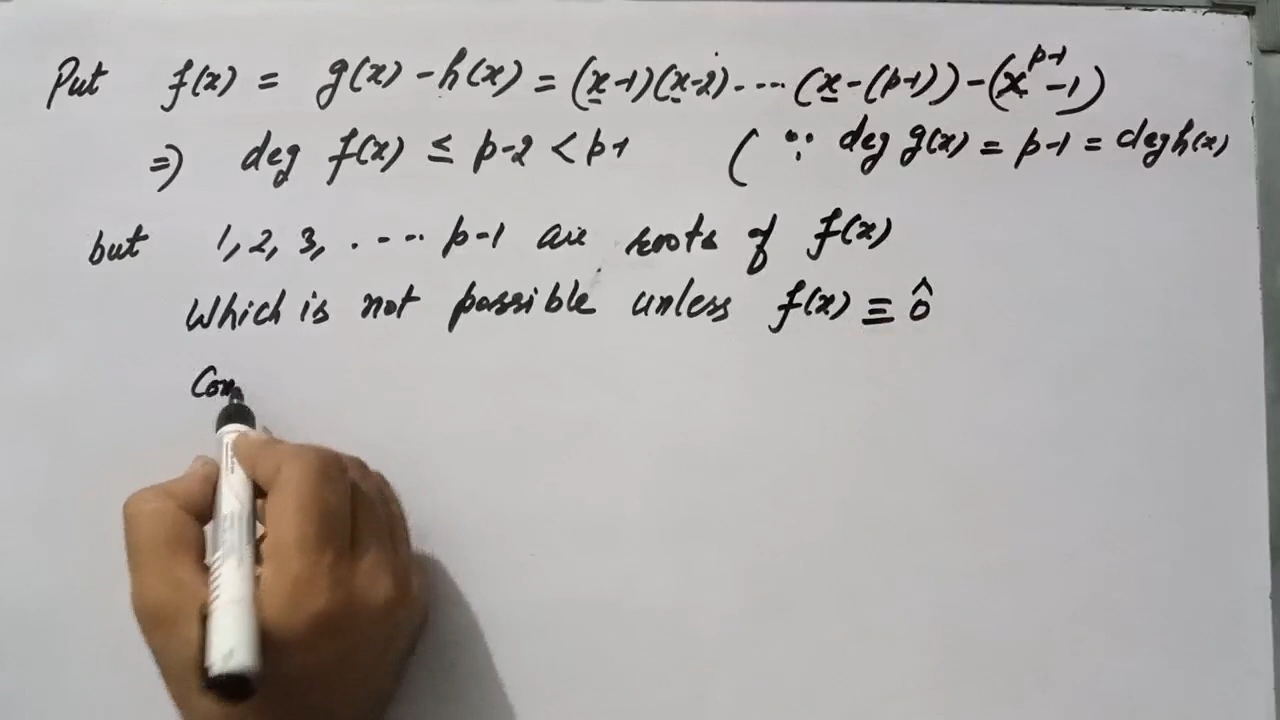 Put f(x) = g(x) - h(x) = (x-1)(x-2) .... (x-(p-1)) - (x^{p-1} - 1)
⇒ deg f(x) ≤ p-2 < p-1 ( ∵ deg g(x) = p-1 = deg h(x)
but 1, 2, 3, .... p-1 are roots of f(x)
Which is not possible unless f(x) ≡ 0̂
Con